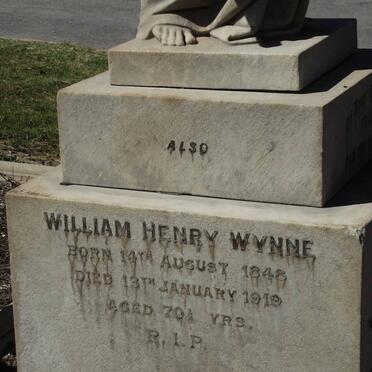 ALSO
WILLIAM HENRY WYNNE
BORN 14TH AUGUST 1848
DIED 13TH JANUARY 1919
AGED 70½ YRS.
R.I.P.